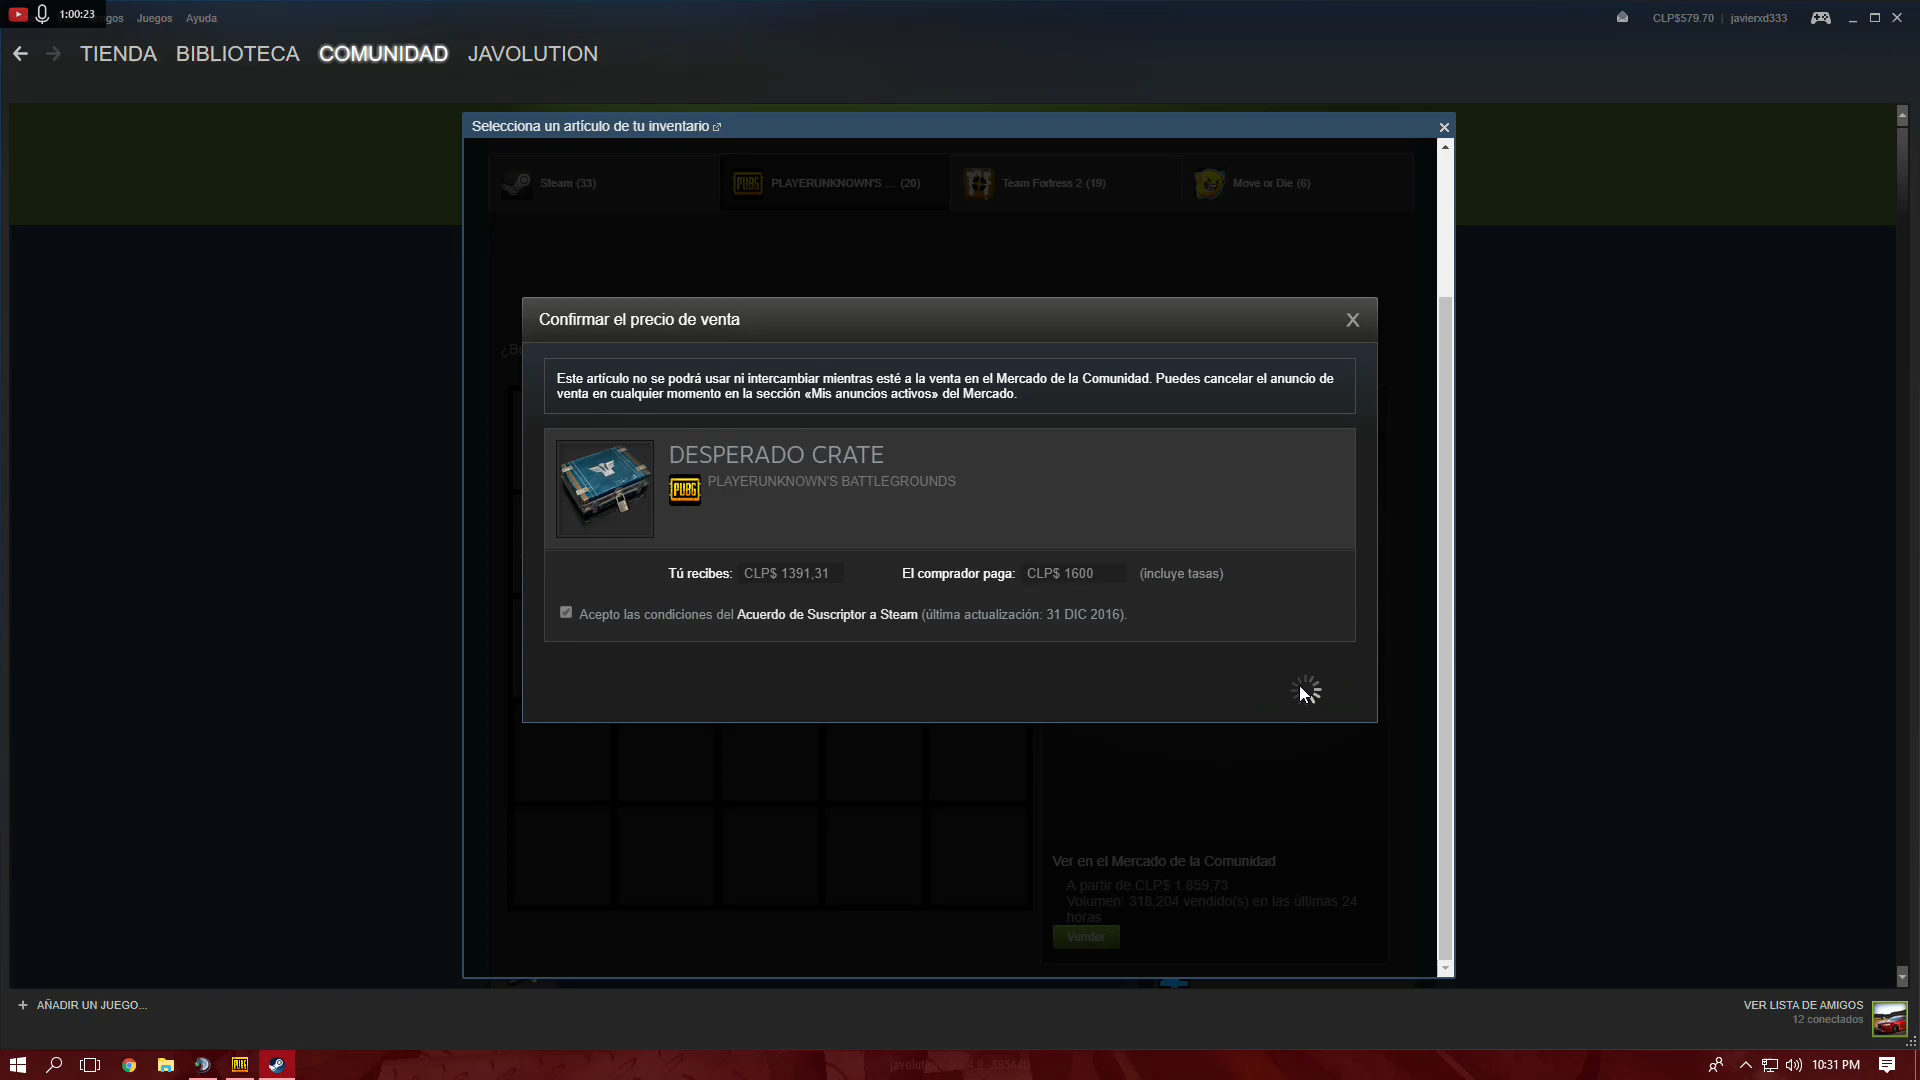 1:00:23
gos Juegos Ayuda
CLP$579.70 | javierxd333
TIENDA BIBLIOTECA COMUNIDAD JAVOLUTION
Selecciona un artículo de tu inventario
Steam (33)
PUBG PLAYERUNKNOWN'S ... (20)
Team Fortress 2 (19)
Move or Die (6)
Confirmar el precio de venta
X
Este artículo no se podrá usar ni intercambiar mientras esté a la venta en el Mercado de la Comunidad. Puedes cancelar el anuncio de
venta en cualquier momento en la sección «Mis anuncios activos» del Mercado.
DESPERADO CRATE
PUBG PLAYERUNKNOWN'S BATTLEGROUNDS
Tú recibes: CLP$ 1391,31 El comprador paga: CLP$ 1600 (incluye tasas)
Acepto las condiciones del Acuerdo de Suscriptor a Steam (última actualización: 31 DIC 2016).
Ver en el Mercado de la Comunidad
A partir de CLP$ 1.859,73
Volumen: 318,204 vendido(s) en las últimas 24
horas
Vender
+ AÑADIR UN JUEGO...
VER LISTA DE AMIGOS
12 conectados
PUBG
10:31 PM